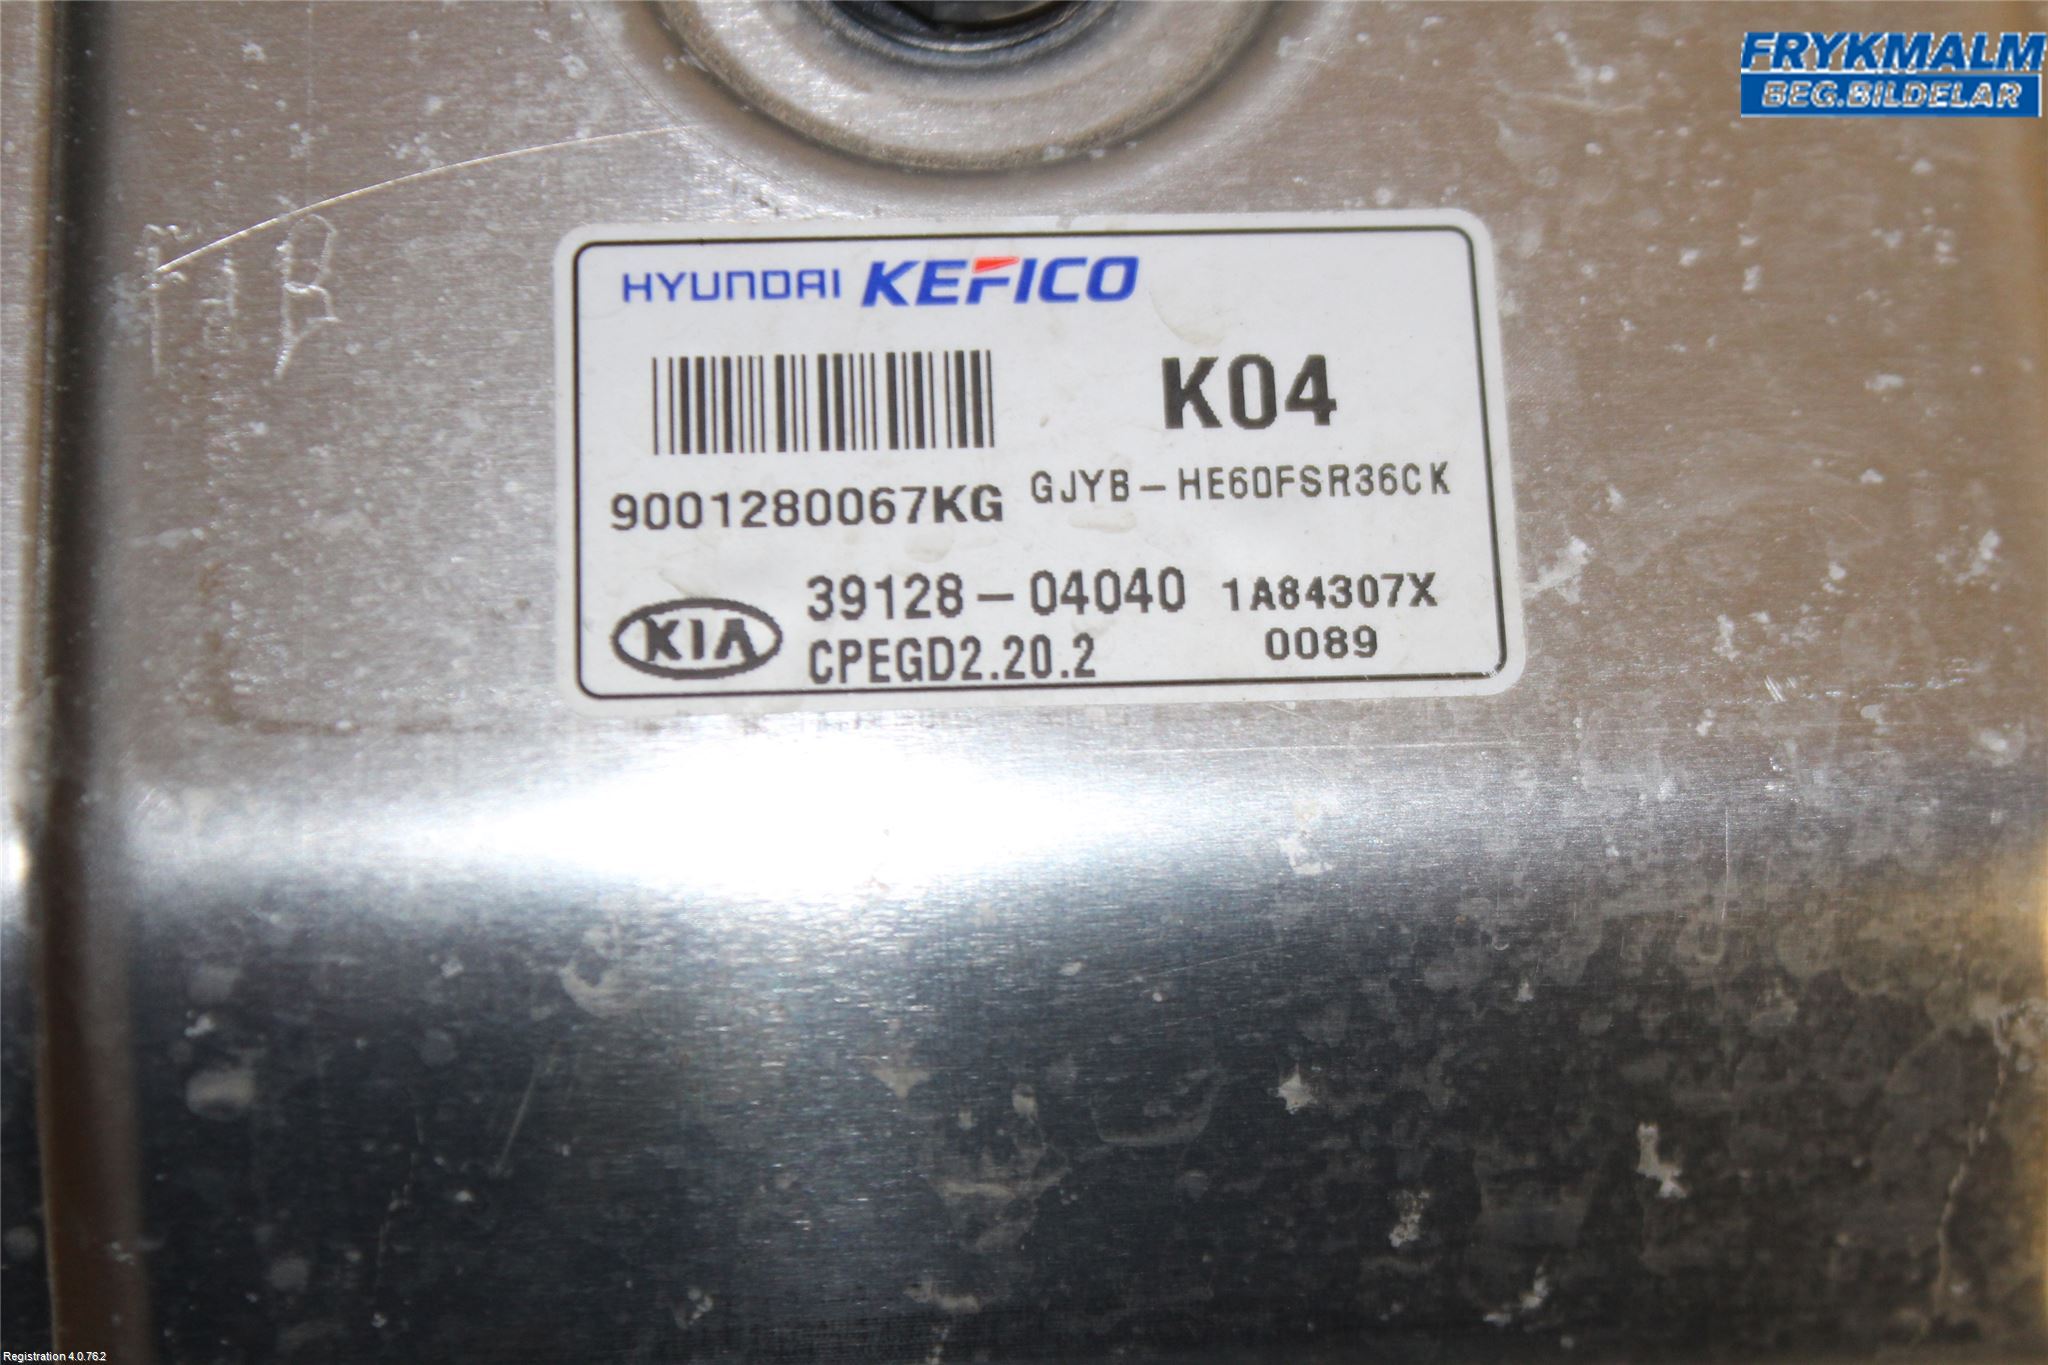 FRYKMALM
BEG.BILDELAR
HYUNDAI KEFICO
K04
9001280067KG
GJYB-HE60FSR36CK
KIA
39128-04040
1A84307X
CPEGD2.20.2
0089
Registration 4.0.76.2